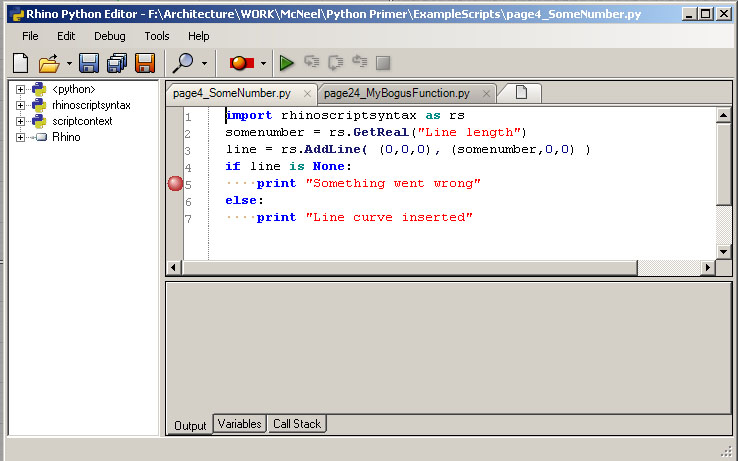 Rhino Python Editor - F:\Architecture\WORK\McNeel\Python Primer\ExampleScripts\page4_SomeNumber.py
File Edit Debug Tools Help
<python>
rhinoscriptsyntax
scriptcontext
Rhino
page4_SomeNumber.py page24_MyBogusFunction.py
1 import rhinoscriptsyntax as rs
2 somenumber = rs.GetReal("Line length")
3 line = rs.AddLine( (0,0,0), (somenumber,0,0) )
4 if line is None:
5 ····print "Something went wrong"
6 else:
7 ····print "Line curve inserted"
Output Variables Call Stack